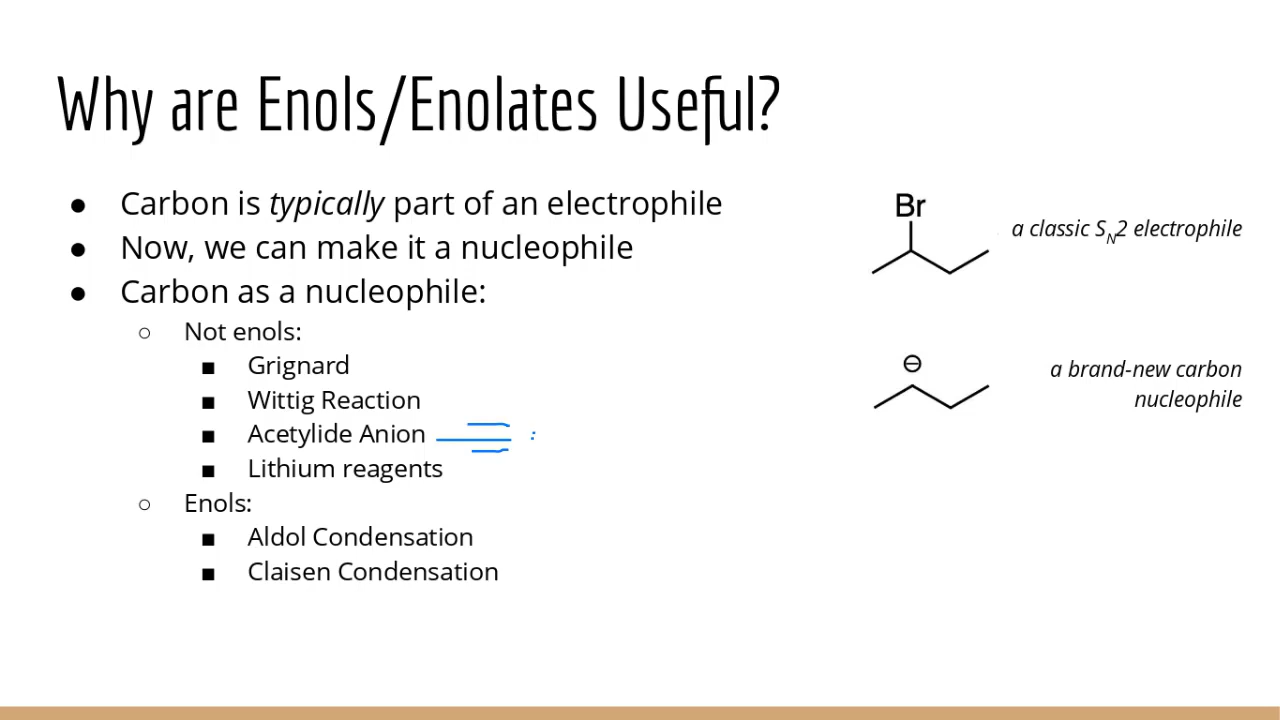 Why are Enols/Enolates Useful?
● Carbon is typically part of an electrophile
● Now, we can make it a nucleophile
● Carbon as a nucleophile:
○ Not enols:
■ Grignard
■ Wittig Reaction
■ Acetylide Anion
■ Lithium reagents
○ Enols:
■ Aldol Condensation
■ Claisen Condensation
Br
a classic SN2 electrophile
⊖
a brand-new carbon
nucleophile